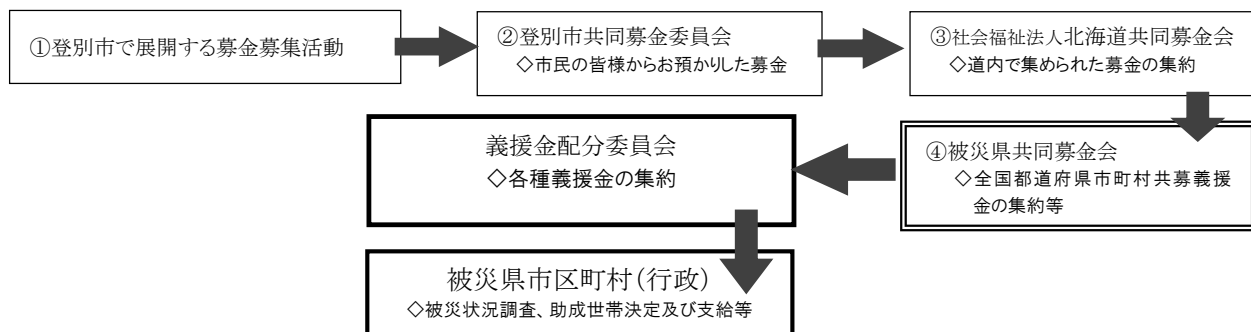 ①登別市で展開する募金募集活動
②登別市共同募金委員会
◇市民の皆様からお預かりした募金
③社会福祉法人北海道共同募金会
◇道内で集められた募金の集約
④被災県共同募金会
◇全国都道府県市町村共募義援
金の集約等
義援金配分委員会
◇各種義援金の集約
被災県市区町村(行政)
◇被災状況調査、助成世帯決定及び支給等